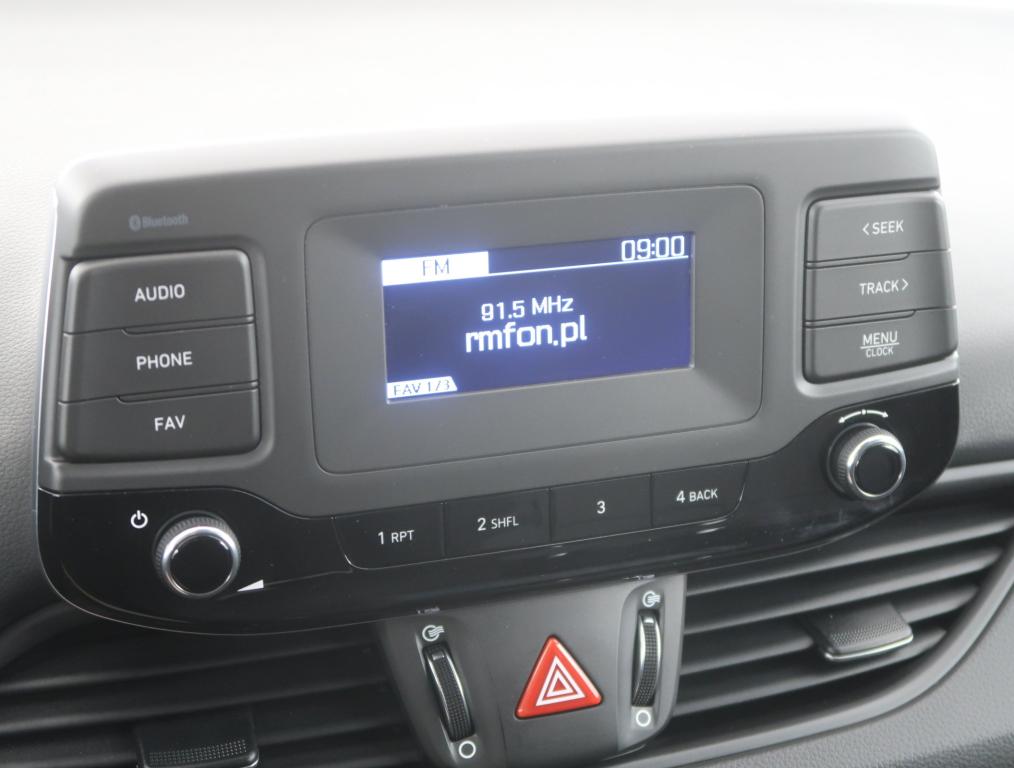 Bluetooth
AUDIO
PHONE
FAV
FM
09:00
91.5 MHz
rmfon.pl
FAV 1/3
< SEEK
TRACK >
MENU
CLOCK
1 RPT
2 SHFL
3
4 BACK